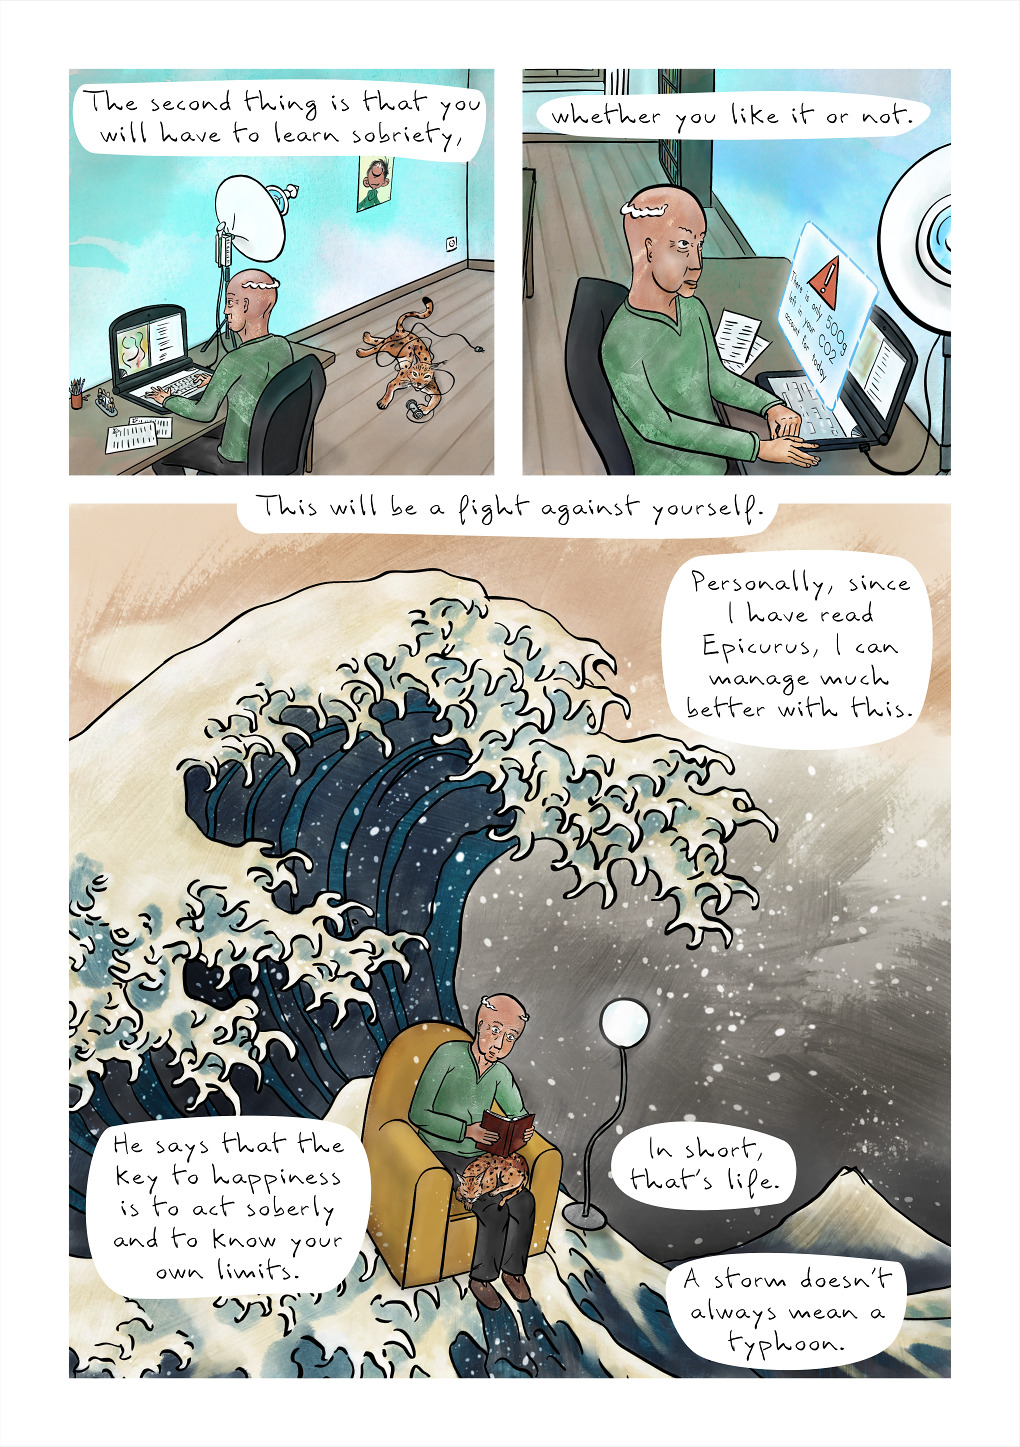 The second thing is that you
will have to learn sobriety,
whether you like it or not.
There is only 500g
left in your CO2
account for today
This will be a fight against yourself.
Personally, since
I have read
Epicurus, I can
manage much
better with this.
He says that the
key to happiness
is to act soberly
and to know your
own limits.
In short,
that's life.
A storm doesn't
always mean a
typhoon.